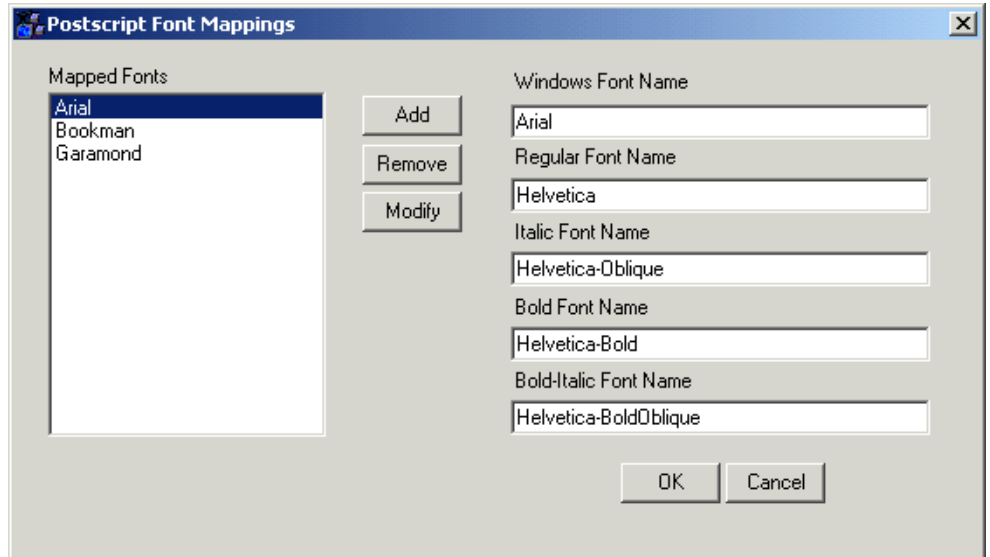 Postscript Font Mappings
Mapped Fonts
Arial
Bookman
Garamond
Add
Remove
Modify
Windows Font Name
Arial
Regular Font Name
Helvetica
Italic Font Name
Helvetica-Oblique
Bold Font Name
Helvetica-Bold
Bold-Italic Font Name
Helvetica-BoldOblique
OK
Cancel